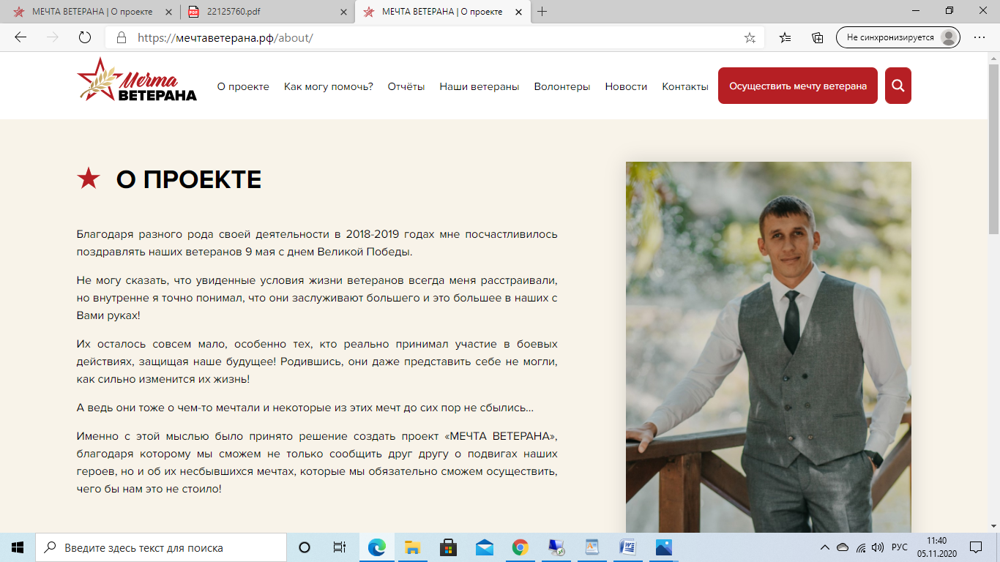 МЕЧТА ВЕТЕРАНА | О проекте
22125760.pdf
МЕЧТА ВЕТЕРАНА | О проекте
https://мечтаветерана.рф/about/
Не синхронизируется
Мечта
ВЕТЕРАНА
О проекте
Как могу помочь?
Отчёты
Наши ветераны
Волонтеры
Новости
Контакты
Осуществить мечту ветерана
О ПРОЕКТЕ
Благодаря разного рода своей деятельности в 2018-2019 годах мне посчастливилось
поздравлять наших ветеранов 9 мая с днем Великой Победы.
Не могу сказать, что увиденные условия жизни ветеранов всегда меня расстраивали,
но внутренне я точно понимал, что они заслуживают большего и это большее в наших с
Вами руках!
Их осталось совсем мало, особенно тех, кто реально принимал участие в боевых
действиях, защищая наше будущее! Родившись, они даже представить себе не могли,
как сильно изменится их жизнь!
А ведь они тоже о чем-то мечтали и некоторые из этих мечт до сих пор не сбылись...
Именно с этой мыслью было принято решение создать проект «МЕЧТА ВЕТЕРАНА»,
благодаря которому мы сможем не только сообщить друг другу о подвигах наших
героев, но и об их несбывшихся мечтах, которые мы обязательно сможем осуществить,
чего бы нам это не стоило!
Введите здесь текст для поиска
РУС
11:40
05.11.2020